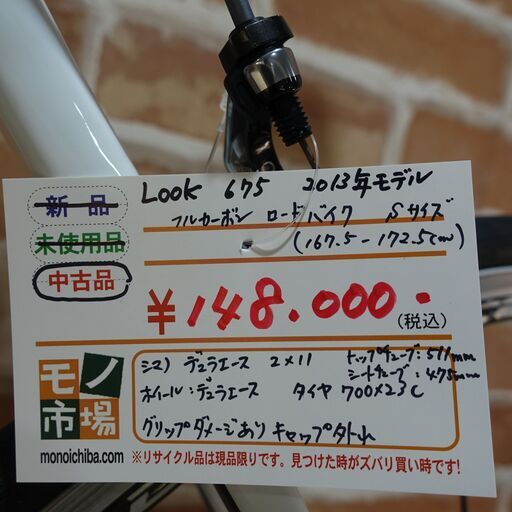 LOOK 675 2013年モデル
フルカーボン ロードバイク Sサイズ
(167.5-172.5cm)
新品
未使用品
中古品
¥148.000.
(税込)
シマノ デュラエース 2×11 トップチューブ:511mm
シートチューブ:475mm
ホイール:デュラエース タイヤ 700×23C
グリップダメージあり キャップ外れ
モノ市場
monoichiba.com
※リサイクル品は現品限りです。見つけた時がズバリ買い時です!